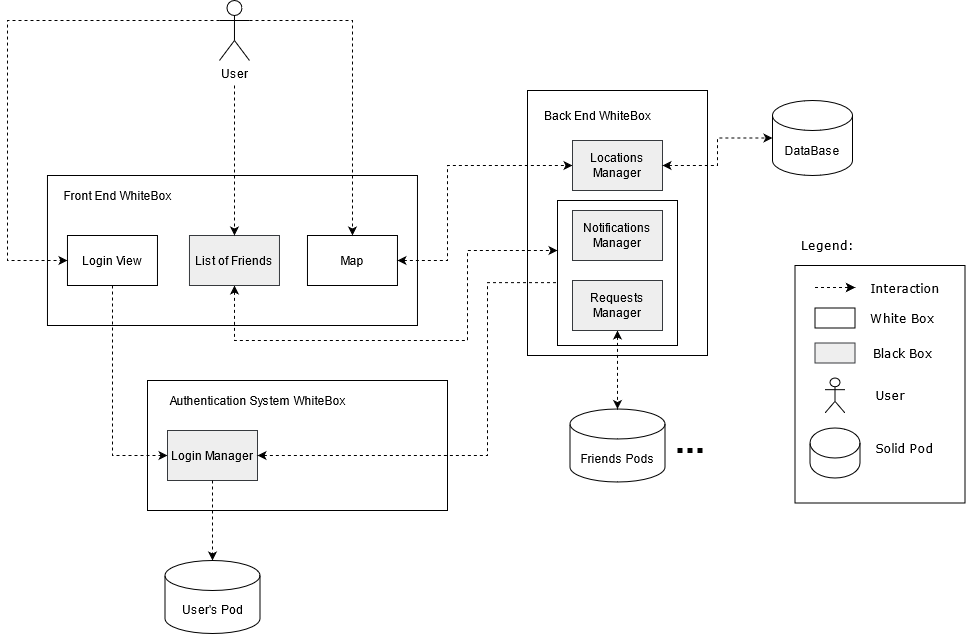 User
Back End WhiteBox
DataBase
Locations
Manager
Front End WhiteBox
Notifications
Manager
Login View
List of Friends
Map
Requests
Manager
Legend:
Interaction
White Box
Black Box
User
Solid Pod
Authentication System WhiteBox
Login Manager
Friends Pods
...
User's Pod